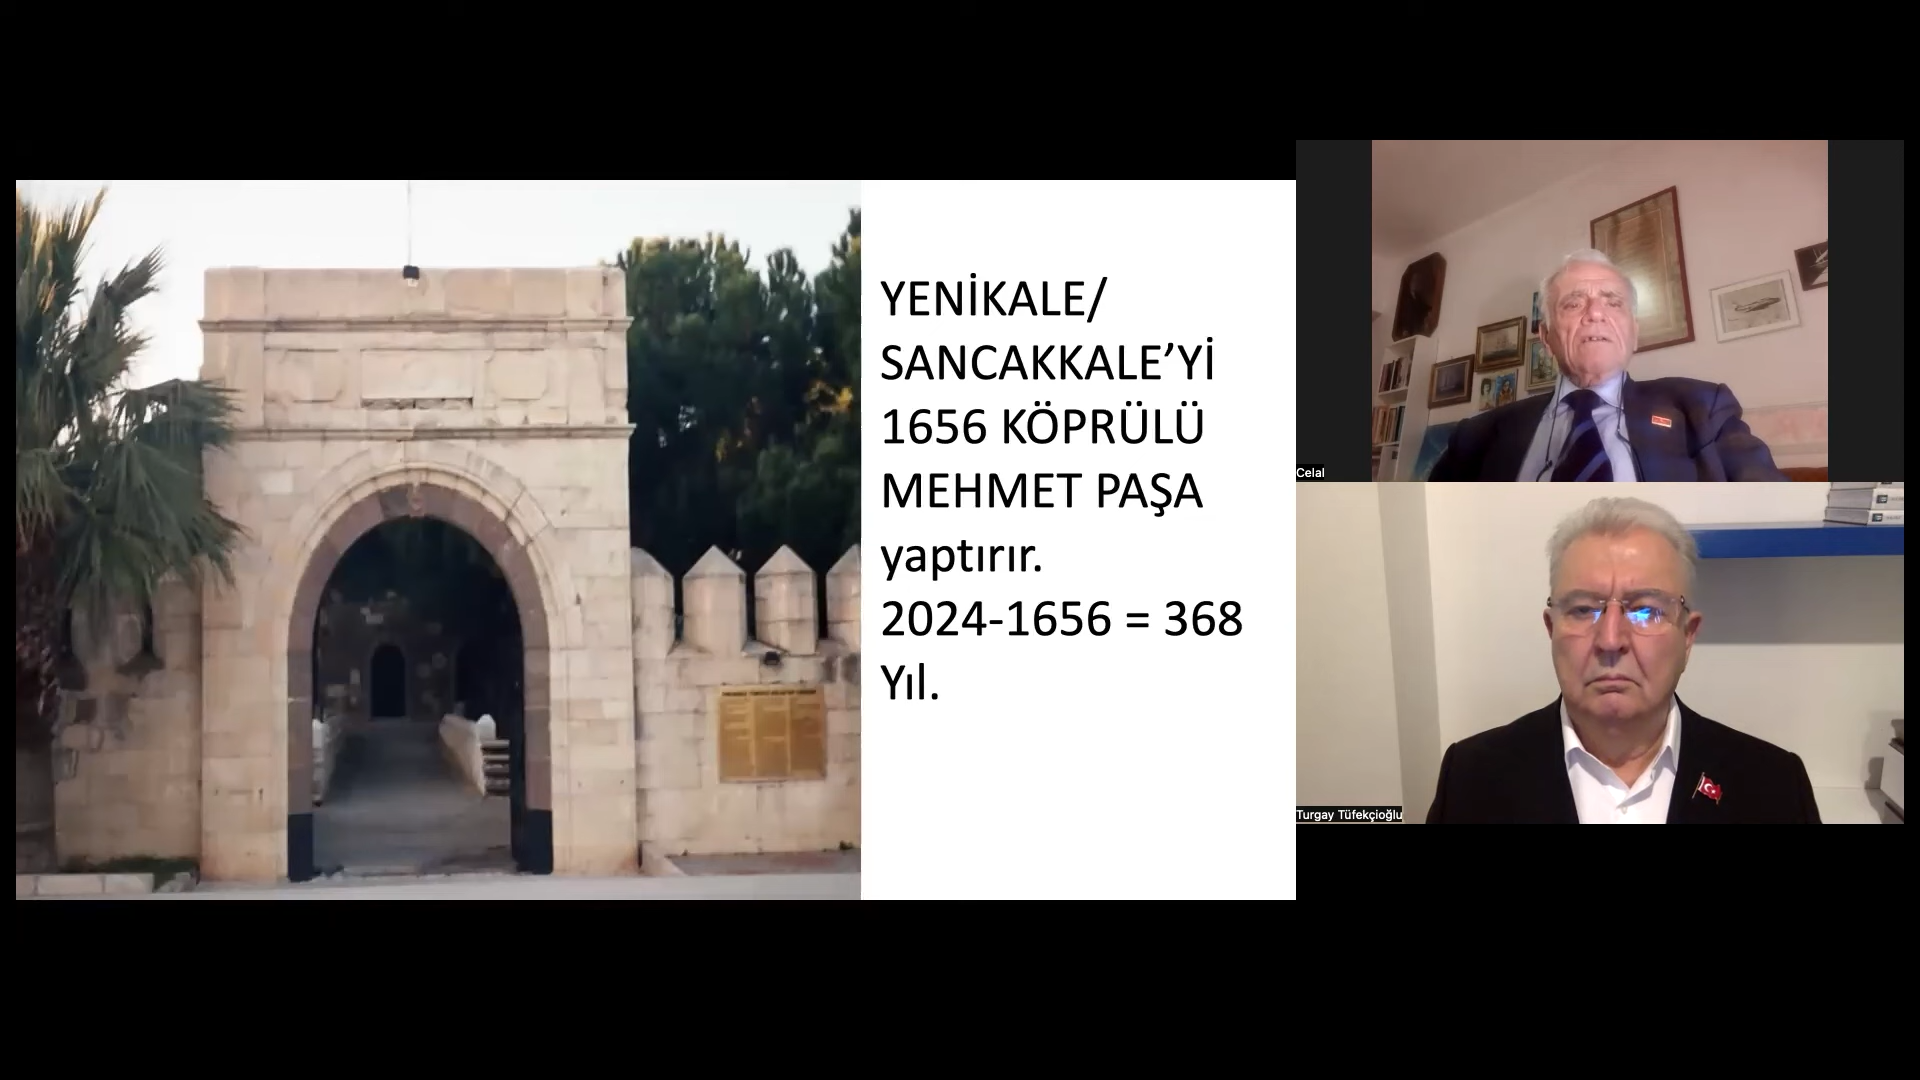 YENİKALE/
SANCAKKALE’Yİ
1656 KÖPRÜLÜ
MEHMET PAŞA
yaptırır.
2024-1656 = 368
Yıl.
Celal
Turgay Tüfekçioğlu